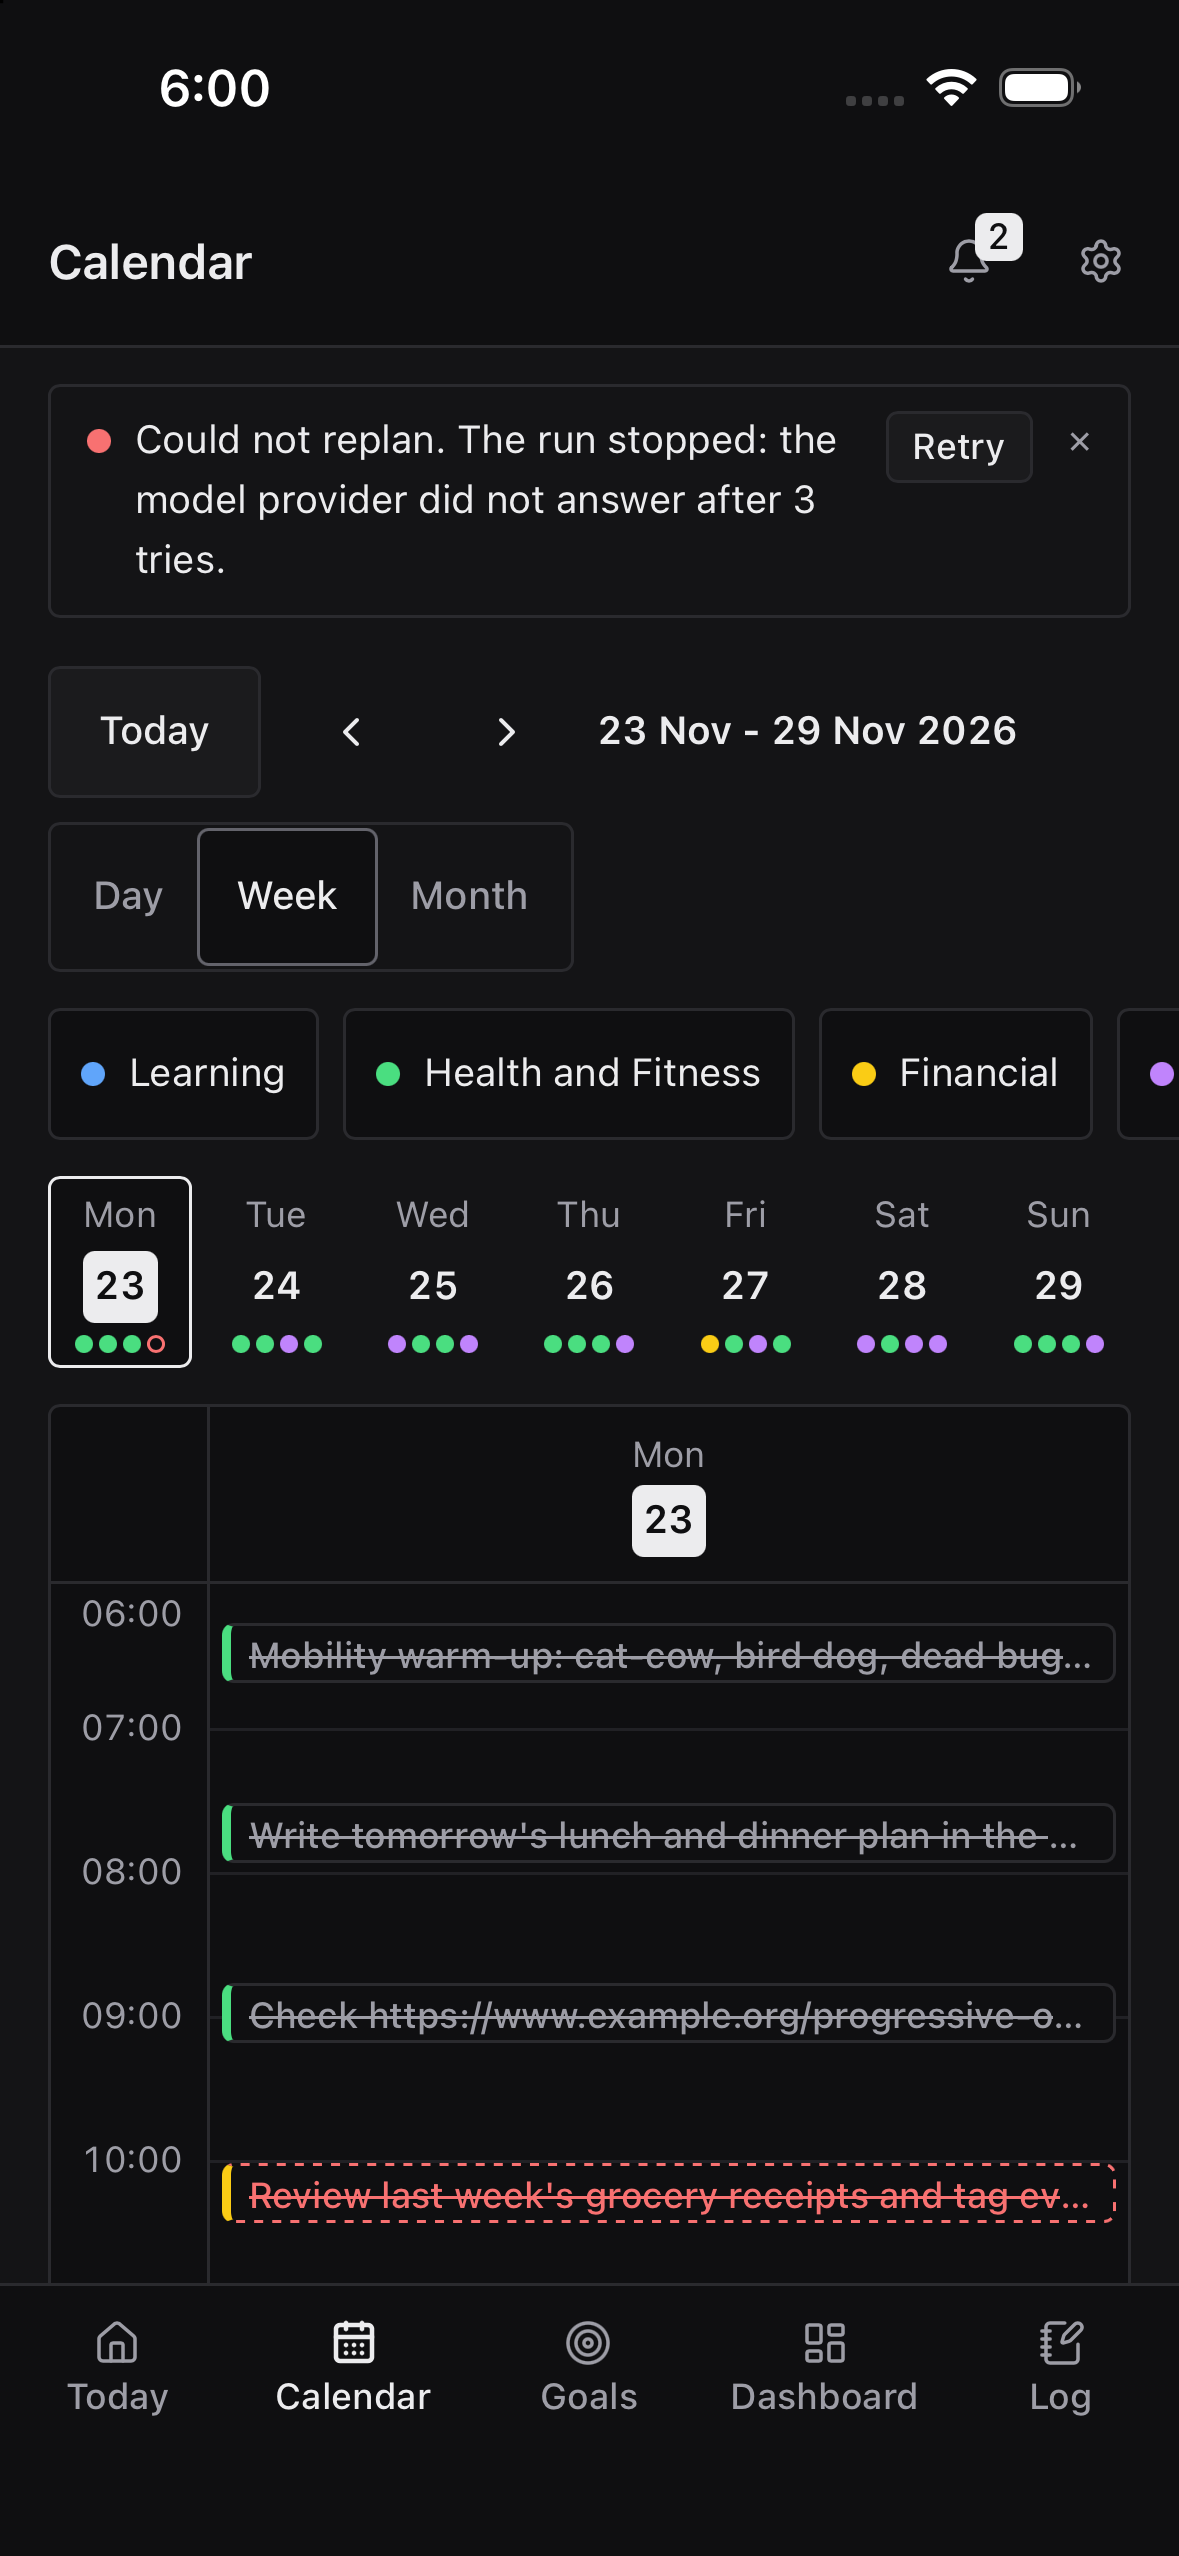 6:00
Calendar
2
Could not replan. The run stopped: the
model provider did not answer after 3
tries.
Retry
Today
23 Nov - 29 Nov 2026
Day Week Month
Learning Health and Fitness Financial
Mon Tue Wed Thu Fri Sat Sun
23 24 25 26 27 28 29
Mon
23
06:00
Mobility warm-up: cat-cow, bird dog, dead bug...
07:00
Write tomorrow's lunch and dinner plan in the ...
08:00
09:00
Check https://www.example.org/progressive-o...
10:00
Review last week's grocery receipts and tag ev...
Today Calendar Goals Dashboard Log